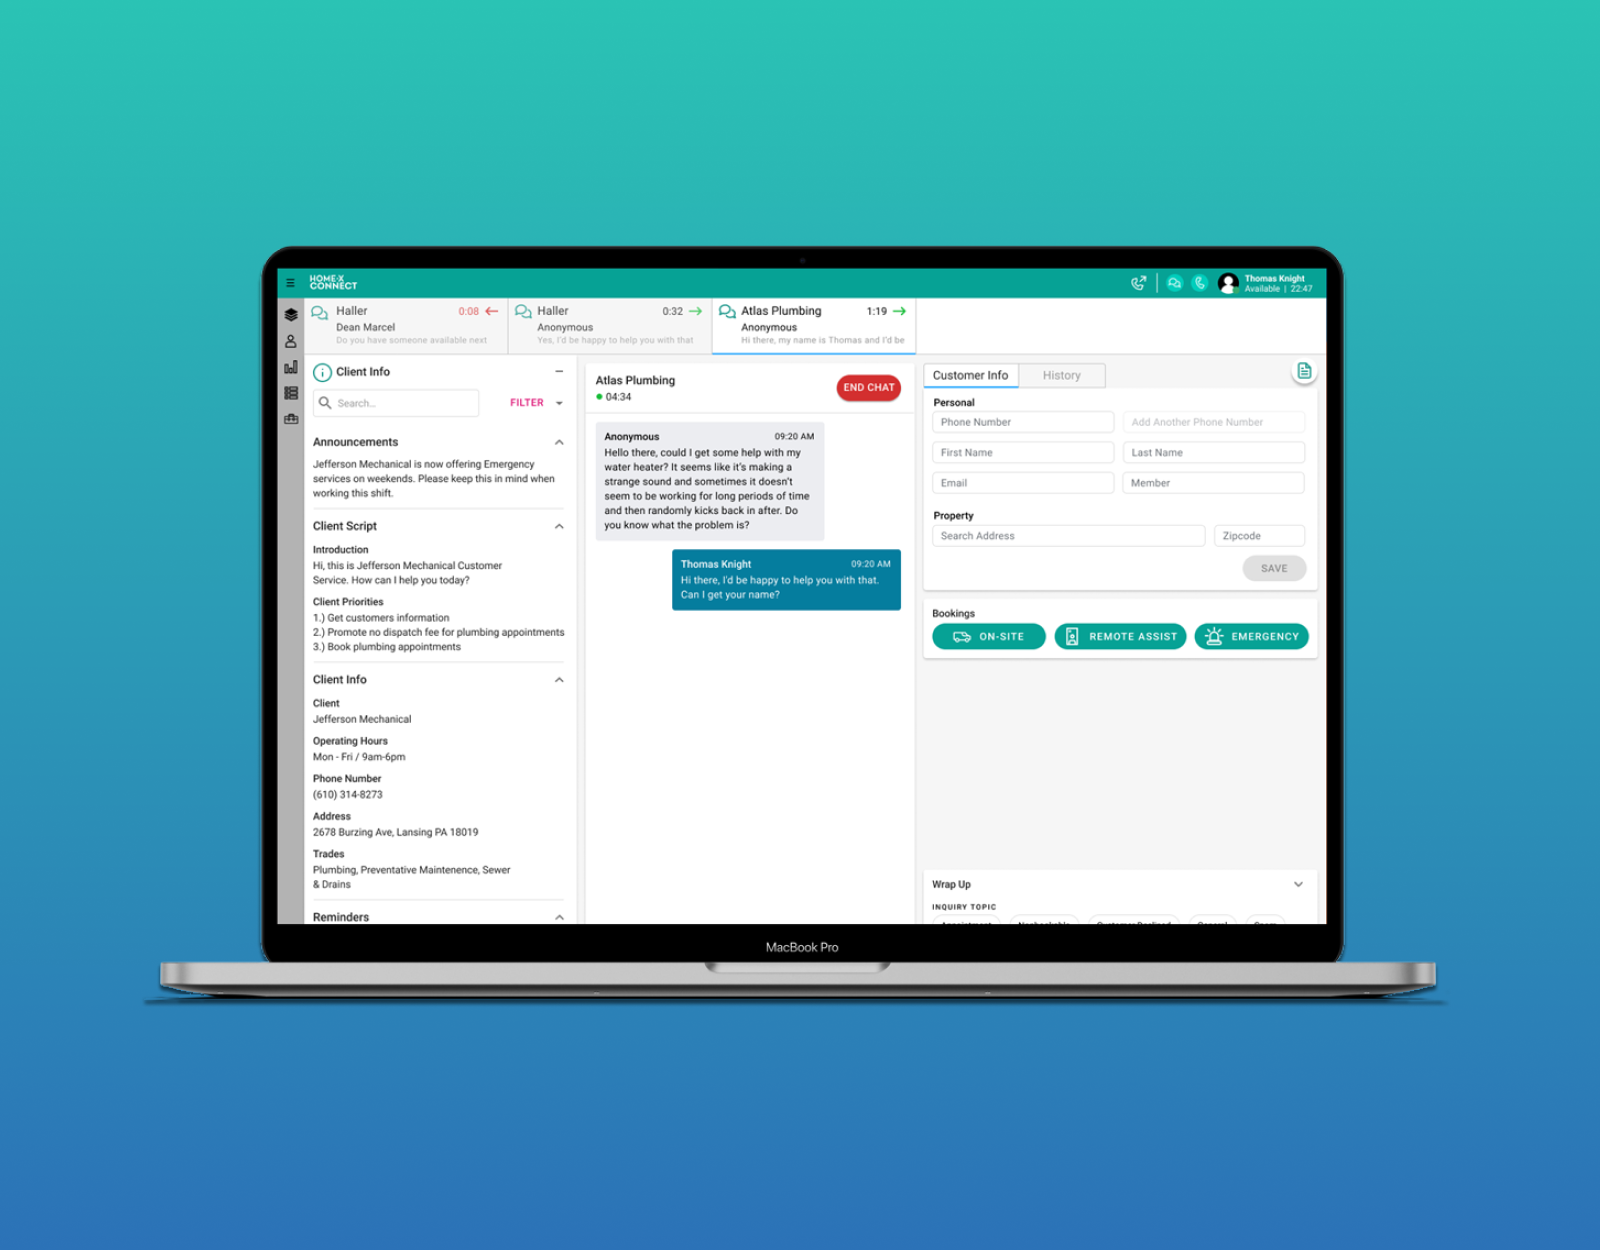 HOME·X
CONNECT
Thomas Knight
Available | 22:47
Haller
0:08
Dean Marcel
Do you have someone available next
Haller
0:32
Anonymous
Yes, I'd be happy to help you with that
Atlas Plumbing
1:19
Anonymous
Hi there, my name is Thomas and I'd be
Client Info
Search...
FILTER
Announcements
Jefferson Mechanical is now offering Emergency
services on weekends. Please keep this in mind when
working this shift.
Client Script
Introduction
Hi, this is Jefferson Mechanical Customer
Service. How can I help you today?
Client Priorities
1.) Get customers information
2.) Promote no dispatch fee for plumbing appointments
3.) Book plumbing appointments
Client Info
Client
Jefferson Mechanical
Operating Hours
Mon - Fri / 9am-6pm
Phone Number
(610) 314-8273
Address
2678 Burzing Ave, Lansing PA 18019
Trades
Plumbing, Preventative Maintenence, Sewer
& Drains
Reminders
Atlas Plumbing
04:34
END CHAT
Anonymous
09:20 AM
Hello there, could I get some help with my
water heater? It seems like it's making a
strange sound and sometimes it doesn't
seem to be working for long periods of time
and then randomly kicks back in after. Do
you know what the problem is?
Thomas Knight
09:20 AM
Hi there, I'd be happy to help you with that.
Can I get your name?
Customer Info
History
Personal
Phone Number
Add Another Phone Number
First Name
Last Name
Email
Member
Property
Search Address
Zipcode
SAVE
Bookings
ON-SITE
REMOTE ASSIST
EMERGENCY
Wrap Up
INQUIRY TOPIC
Appointment
Nonbookable
Customer Declined
General
Spam
MacBook Pro